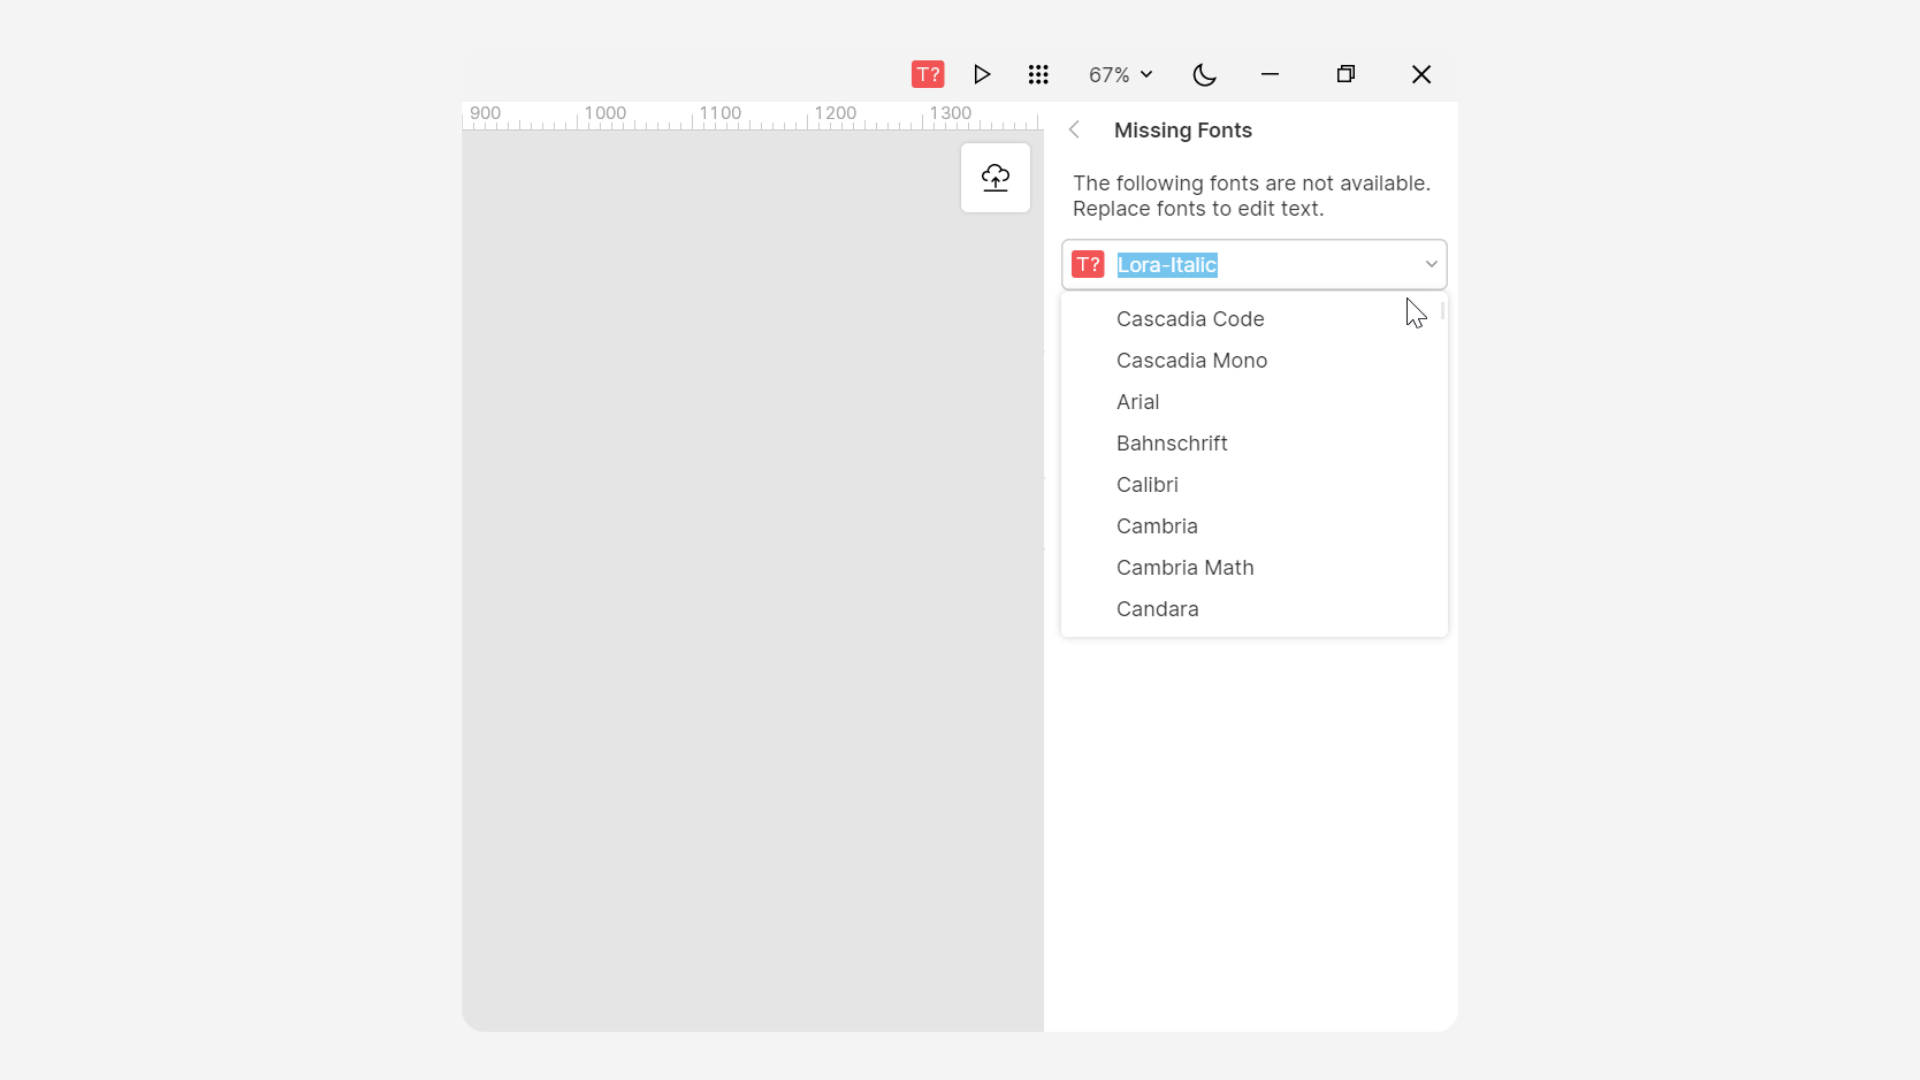 T? 67%
900 1000 1100 1200 1300
Missing Fonts
The following fonts are not available.
Replace fonts to edit text.
T? Lora-Italic
Cascadia Code
Cascadia Mono
Arial
Bahnschrift
Calibri
Cambria
Cambria Math
Candara